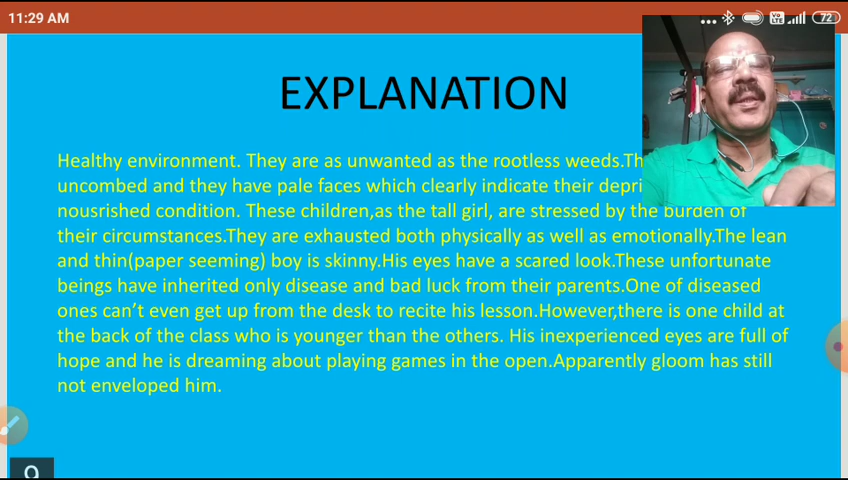 11:29 AM
72
EXPLANATION
Healthy environment. They are as unwanted as the rootless weeds.
uncombed and they have pale faces which clearly indicate their
nousrished condition. These children,as the tall girl, are stressed by the burden of
their circumstances.They are exhausted both physically as well as emotionally.The lean
and thin(paper seeming) boy is skinny.His eyes have a scared look.These unfortunate
beings have inherited only disease and bad luck from their parents.One of diseased
ones can’t even get up from the desk to recite his lesson.However,there is one child at
the back of the class who is younger than the others. His inexperienced eyes are full of
hope and he is dreaming about playing games in the open.Apparently gloom has still
not enveloped him.